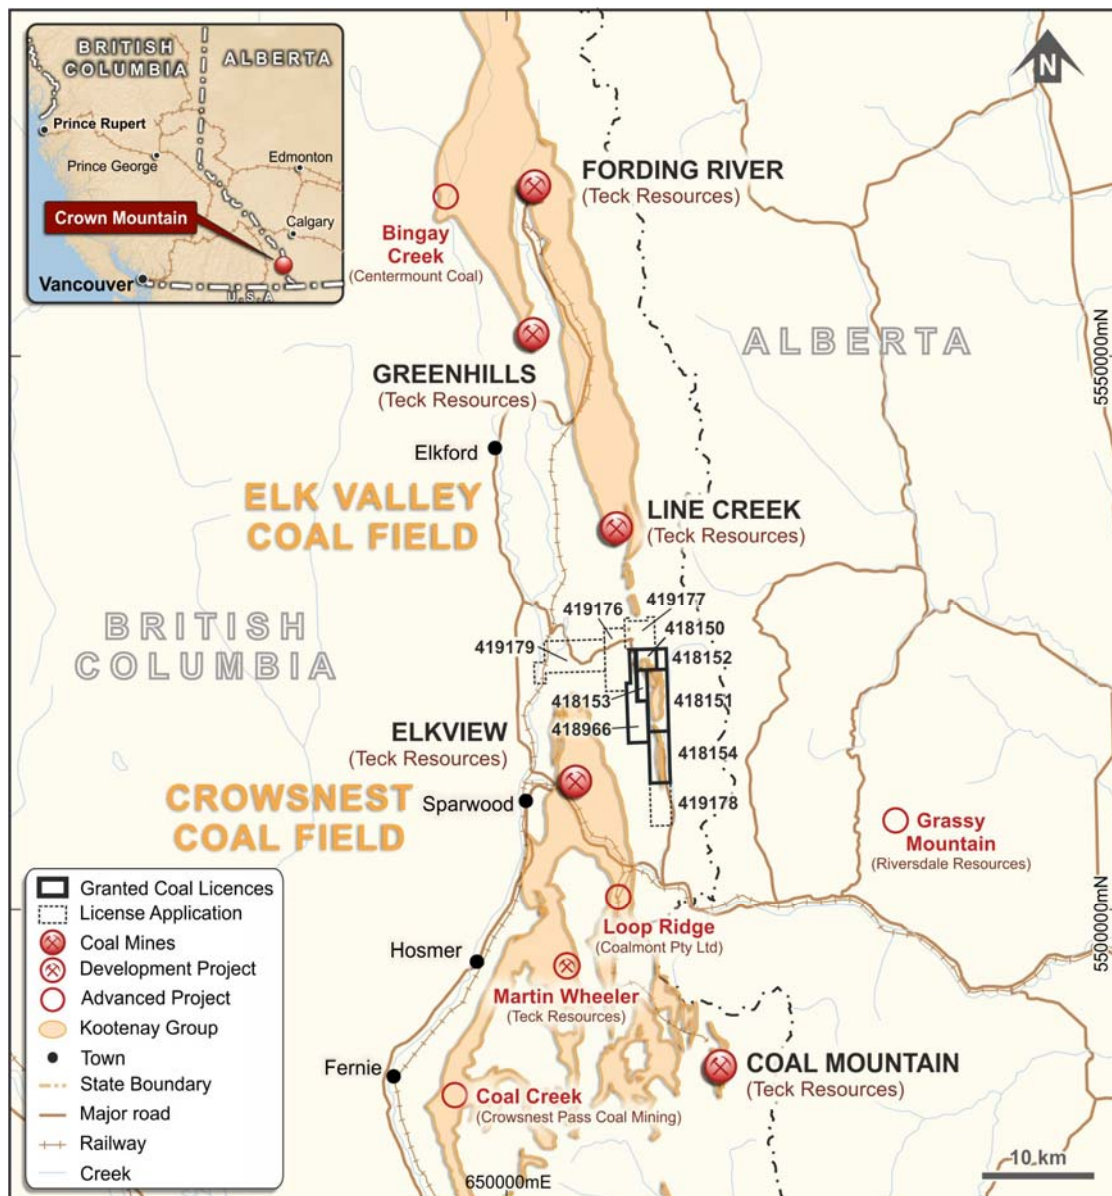 BRITISH
COLUMBIA
ALBERTA
Prince Rupert
Prince George
Edmonton
Crown Mountain
Calgary
Vancouver
U.S.A
N
FORDING RIVER
(Teck Resources)
Bingay
Creek
(Centermount Coal)
ALBERTA
GREENHILLS
(Teck Resources)
5550000mN
Elkford
ELK VALLEY
COAL FIELD
LINE CREEK
(Teck Resources)
BRITISH
COLUMBIA
419176
419177
418150
419179
418152
418153
418151
418966
418154
419178
ELKVIEW
(Teck Resources)
CROWSNEST
COAL FIELD
Sparwood
Grassy
Mountain
(Riversdale Resources)
Loop Ridge
(Coalmont Pty Ltd)
5500000mN
Hosmer
Martin Wheeler
(Teck Resources)
Fernie
COAL MOUNTAIN
(Teck Resources)
Coal Creek
(Crowsnest Pass Coal Mining)
Granted Coal Licences
License Application
Coal Mines
Development Project
Advanced Project
Kootenay Group
Town
State Boundary
Major road
Railway
Creek
650000mE
10 km